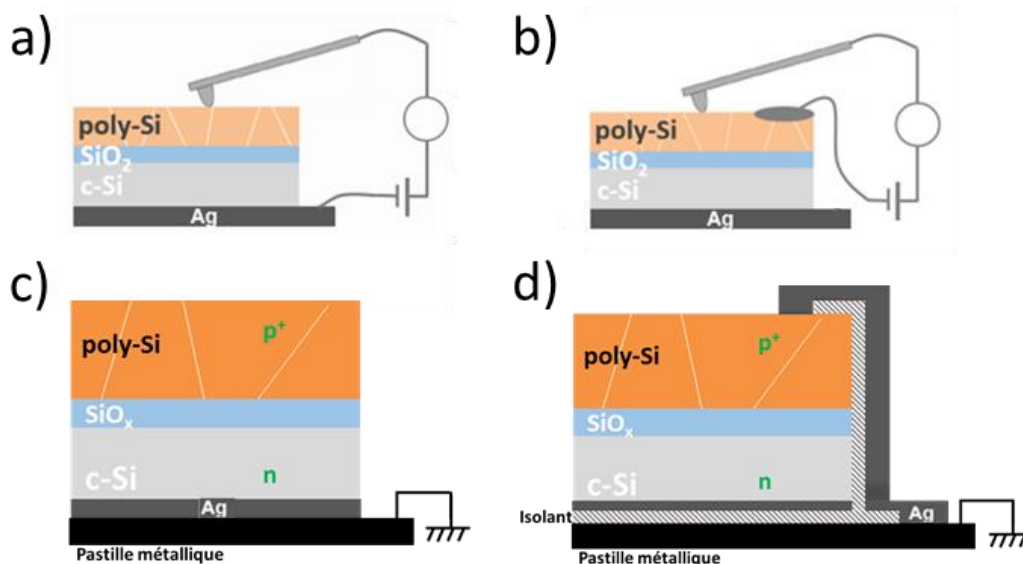 a)
poly-Si
SiO₂
c-Si
Ag
b)
poly-Si
SiO₂
c-Si
Ag
c)
p⁺
poly-Si
SiOₓ
c-Si
n
Ag
Pastille métallique
d)
p⁺
poly-Si
SiOₓ
c-Si
n
Isolant
Ag
Pastille métallique